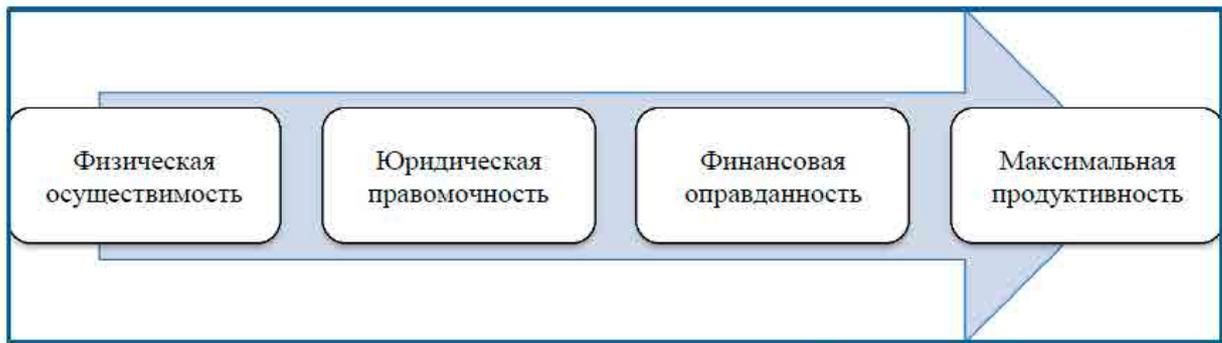 Физическая
осуществимость
Юридическая
правомочность
Финансовая
оправданность
Максимальная
продуктивность